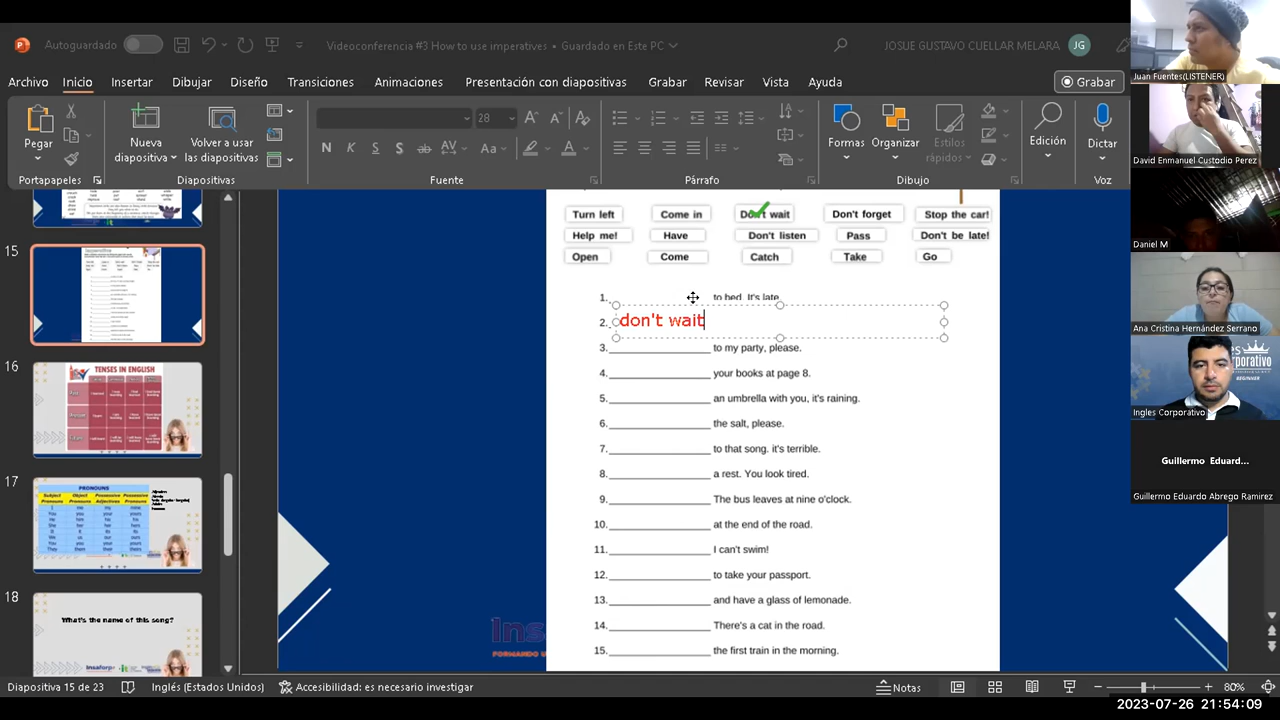 Autoguardado
Videoconferencia #3 How to use imperatives • Guardado en Este PC
JOSUE GUSTAVO CUELLAR MELARA
JG
Archivo Inicio Insertar Dibujar Diseño Transiciones Animaciones Presentación con diapositivas Grabar Revisar Vista Ayuda
Grabar
Pegar
Nueva diapositiva
Volver a usar las diapositivas
28
Formas
Organizar
Estilos rápidos
Edición
Portapapeles
Diapositivas
Fuente
Párrafo
Dibujo
Voz
15
16
TENSES IN ENGLISH
17
PRONOUNS
18
What's the name of this song?
Turn left Come in Don't wait Don't forget Stop the car!
Help me! Have Don't listen Pass Don't be late!
Open Come Catch Take Go
1. to bed. It's late.
2. don't wait
3. to my party, please.
4. your books at page 8.
5. an umbrella with you, it's raining.
6. the salt, please.
7. to that song. it's terrible.
8. a rest. You look tired.
9. The bus leaves at nine o'clock.
10. at the end of the road.
11. I can't swim!
12. to take your passport.
13. and have a glass of lemonade.
14. There's a cat in the road.
15. the first train in the morning.
Juan Fuentes(LISTENER)
David Enmanuel Custodio Perez
Daniel M
Ana Cristina Hernández Serrano
Ingles Corporativo
Guillermo Eduard...
Guillermo Eduardo Abrego Ramirez
Diapositiva 15 de 23
Inglés (Estados Unidos)
Accesibilidad: es necesario investigar
Notas
80%
2023-07-26 21:54:09